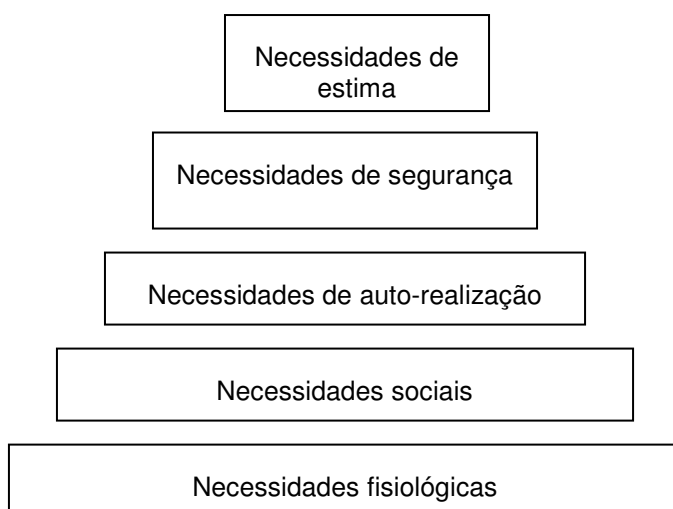 Necessidades de
estima
Necessidades de segurança
Necessidades de auto-realização
Necessidades sociais
Necessidades fisiológicas